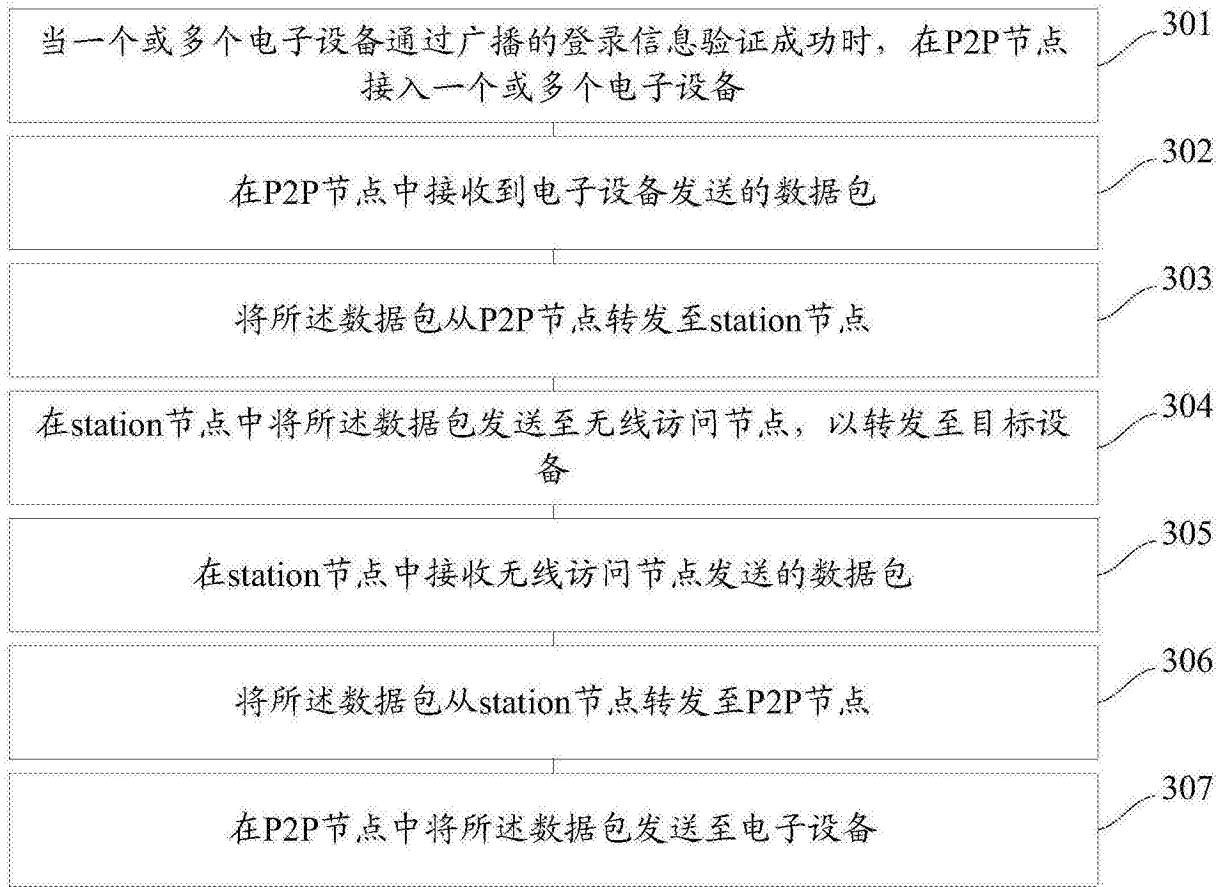 当一个或多个电子设备通过广播的登录信息验证成功时，在P2P节点
接入一个或多个电子设备
301
在P2P节点中接收到电子设备发送的数据包
302
将所述数据包从P2P节点转发至station节点
303
在station节点中将所述数据包发送至无线访问节点，以转发至目标设
备
304
在station节点中接收无线访问节点发送的数据包
305
将所述数据包从station节点转发至P2P节点
306
在P2P节点中将所述数据包发送至电子设备
307